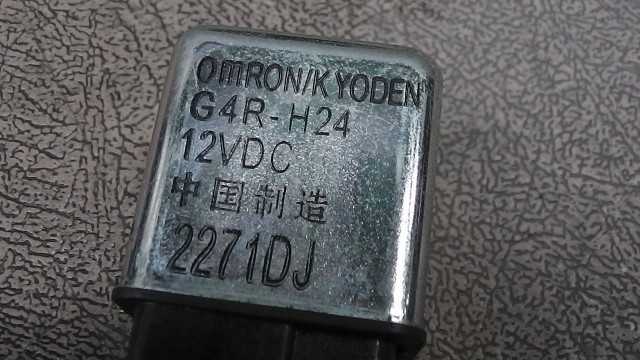 OMRON/KYODEN
G4R-H24
12VDC
中国制造
2271DJ